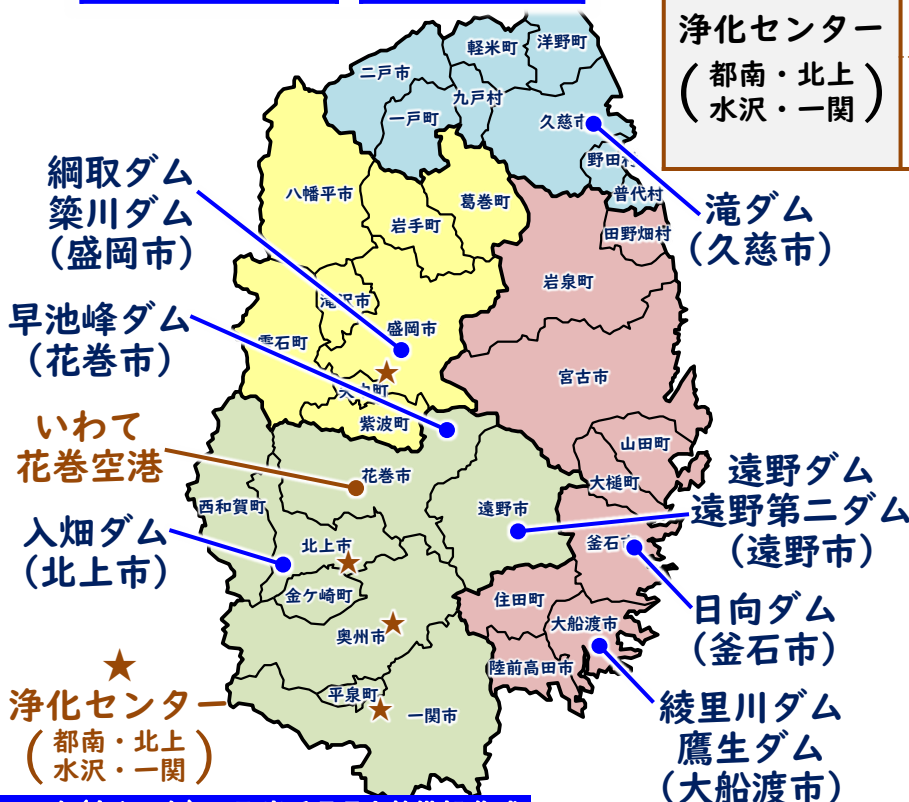 浄化センター
(都南・北上
水沢・一関)
洋野町
軽米町
二戸市
九戸村
一戸町
久慈市
野田村
普代村
綱取ダム
簗川ダム
(盛岡市)
八幡平市
葛巻町
岩手町
田野畑村
滝ダム
(久慈市)
岩泉町
滝沢市
早池峰ダム
(花巻市)
盛岡市
雫石町
宮古市
矢巾町
紫波町
山田町
いわて
花巻空港
花巻市
大槌町
遠野ダム
遠野第二ダム
(遠野市)
西和賀町
遠野市
入畑ダム
(北上市)
北上市
釜石市
金ケ崎町
住田町
日向ダム
(釜石市)
奥州市
大船渡市
★
浄化センター
(都南・北上
水沢・一関)
陸前高田市
平泉町
一関市
綾里川ダム
鷹生ダム
(大船渡市)